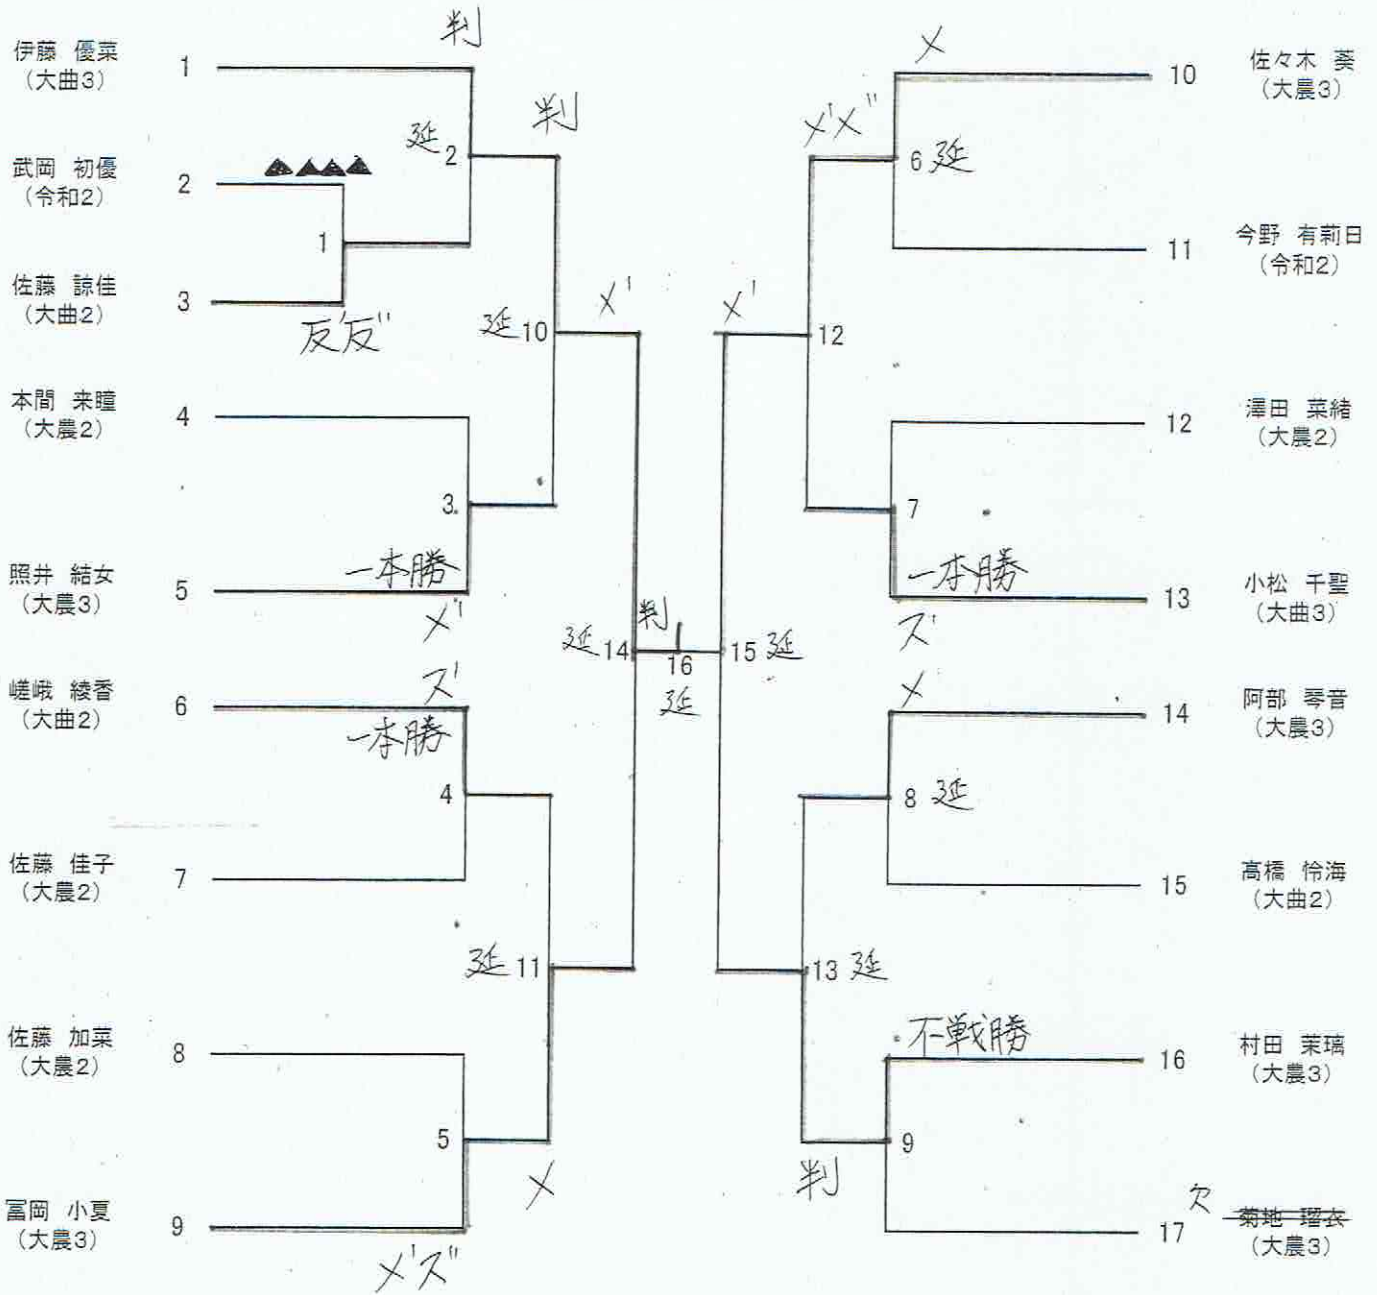 判
伊藤 優菜
(大曲3)
1
延
2
判
武岡 初優
(令和2)
2
▲▲▲▲
1
佐藤 諒佳
(大曲2)
3
反'反''
延
10
メ'
本間 来瞳
(大農2)
4
3
照井 結女
(大農3)
5
一本勝
メ'
延
14
判
16
延
嵯峨 綾香
(大曲2)
6
ズ'
一本勝
4
佐藤 佳子
(大農2)
7
延
11
佐藤 加菜
(大農2)
8
5
メ
冨岡 小夏
(大農3)
9
メ'ズ''
メ
10
佐々木 葵
(大農3)
メ'メ''
6
延
11
今野 有莉日
(令和2)
メ'
12
12
澤田 菜緒
(大農2)
7
一本勝
ズ'
13
小松 千聖
(大曲3)
15
延
メ
14
阿部 琴音
(大農3)
8
延
15
高橋 怜海
(大曲2)
13
延
不戦勝
16
村田 茉璃
(大農3)
9
判
欠
17
菊地 瑠衣
(大農3)